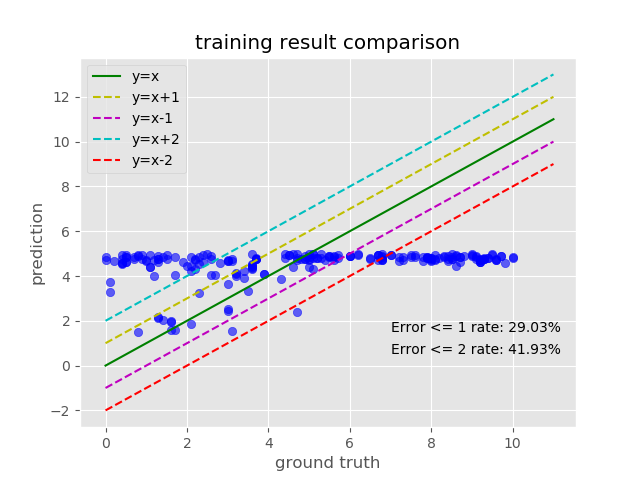 training result comparison
y=x
y=x+1
y=x-1
y=x+2
y=x-2
12
10
8
6
4
2
0
−2
prediction
Error <= 1 rate: 29.03%
Error <= 2 rate: 41.93%
0 2 4 6 8 10
ground truth